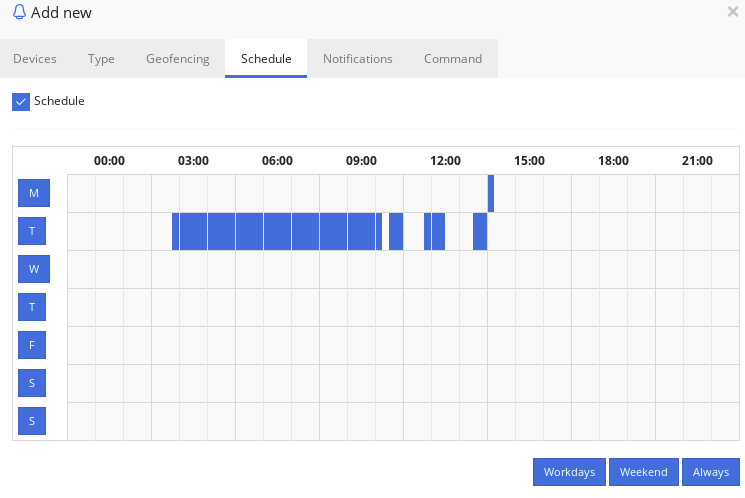 Add new
Devices Type Geofencing Schedule Notifications Command
Schedule
00:00 03:00 06:00 09:00 12:00 15:00 18:00 21:00
M
T
W
T
F
S
S
Workdays Weekend Always